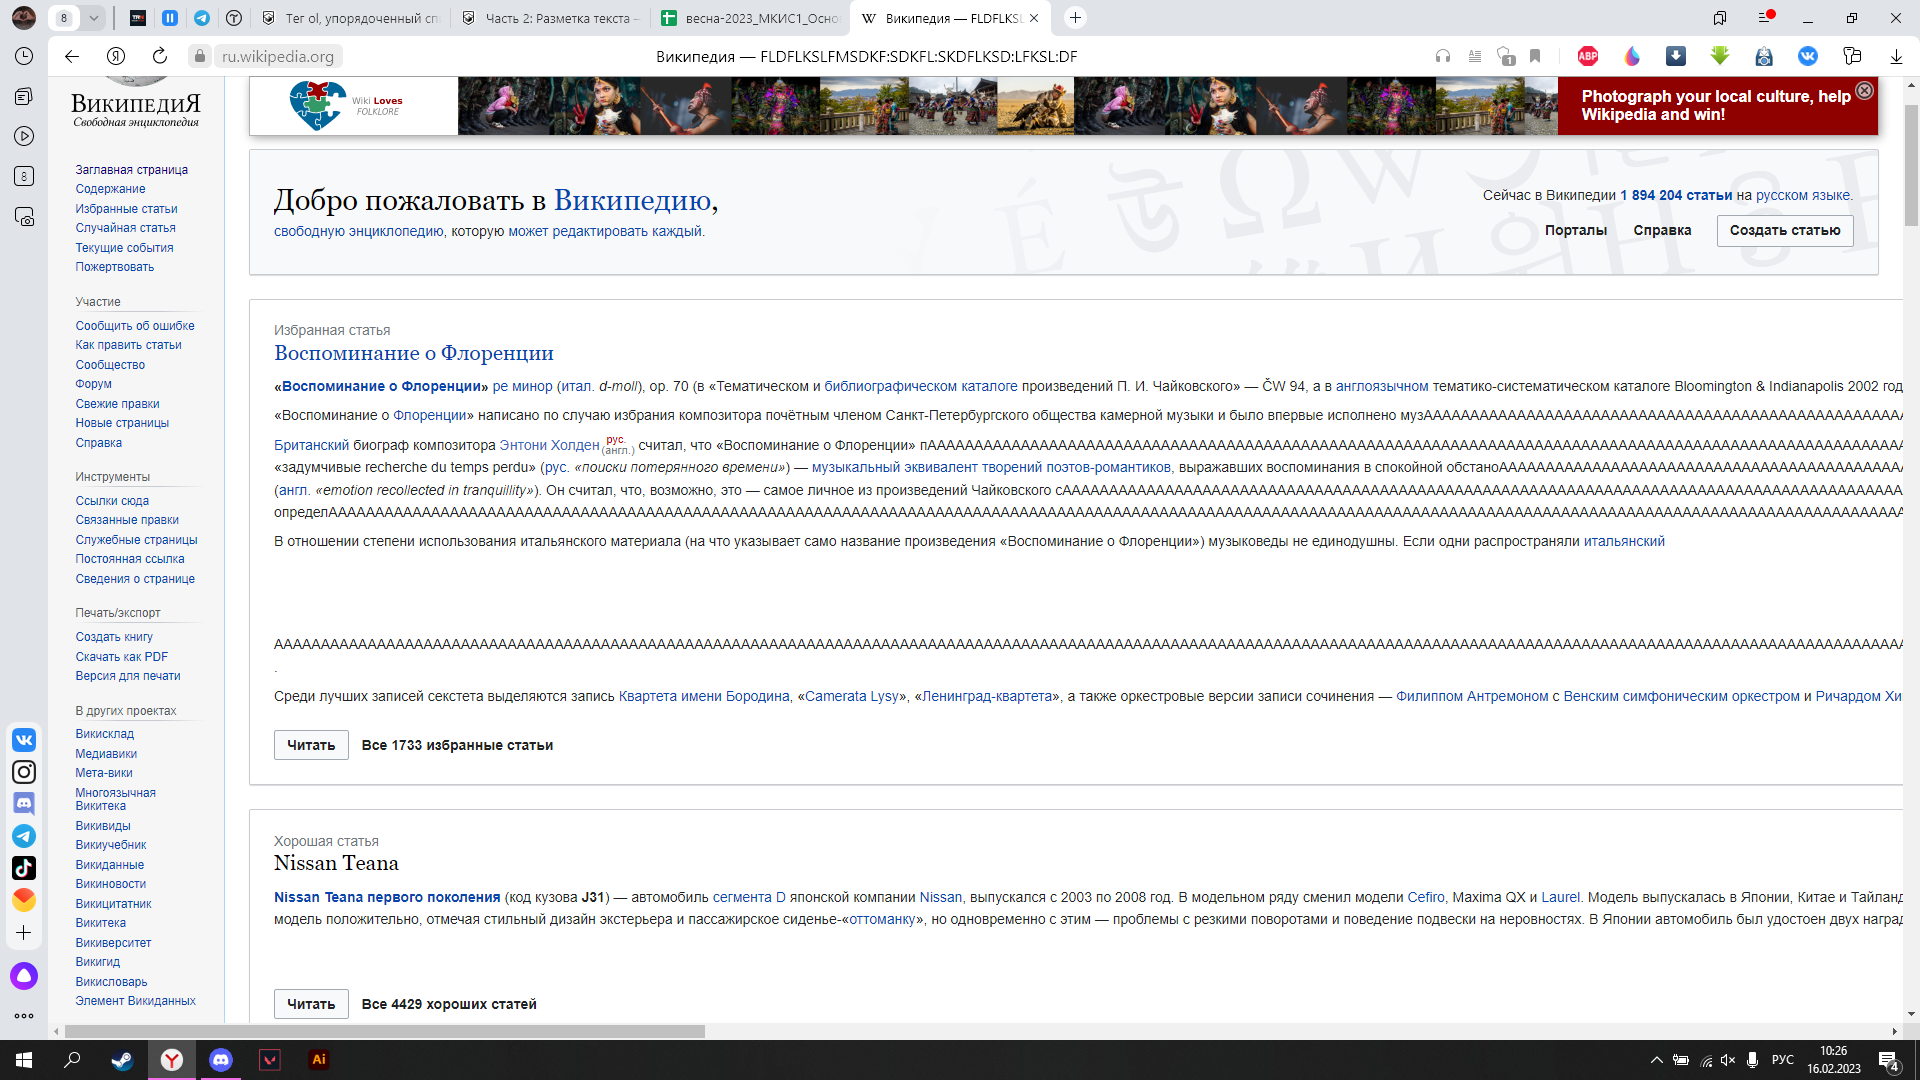 8
Тег ol, упорядоченный сп
Часть 2: Разметка текста —
весна-2023_МКИС1_Осно
Википедия — FLDFLKSL
ru.wikipedia.org
Википедия — FLDFLKSLFMSDKF:SDKFL:SKDFLKSD:LFKSL:DF
1
ABP
8
ВикипедиЯ
Свободная энциклопедия
Заглавная страница
Содержание
Избранные статьи
Случайная статья
Текущие события
Пожертвовать
Участие
Сообщить об ошибке
Как править статьи
Сообщество
Форум
Свежие правки
Новые страницы
Справка
Инструменты
Ссылки сюда
Связанные правки
Служебные страницы
Постоянная ссылка
Сведения о странице
Печать/экспорт
Создать книгу
Скачать как PDF
Версия для печати
В других проектах
Викисклад
Медиавики
Мета-вики
Многоязычная
Викитека
Викивиды
Викиучебник
Викиданные
Викиновости
Викицитатник
Викитека
Викиверситет
Викигид
Викисловарь
Элемент Викиданных
Wiki Loves
FOLKLORE
Photograph your local culture, help
Wikipedia and win!
Добро пожаловать в Википедию,
свободную энциклопедию, которую может редактировать каждый.
Сейчас в Википедии 1 894 204 статьи на русском языке.
Порталы Справка Создать статью
Избранная статья
Воспоминание о Флоренции
«Воспоминание о Флоренции» ре минор (итал. d-moll), op. 70 (в «Тематическом и библиографическом каталоге произведений П. И. Чайковского» — ČW 94, а в англоязычном тематико-систематическом каталоге Bloomington & Indianapolis 2002 год
«Воспоминание о Флоренции» написано по случаю избрания композитора почётным членом Санкт-Петербургского общества камерной музыки и было впервые исполнено муз
Британский биограф композитора Энтони Холден рус. (англ.) считал, что «Воспоминание о Флоренции» п
«задумчивые recherche du temps perdu» (рус. «поиски потерянного времени») — музыкальный эквивалент творений поэтов-романтиков, выражавших воспоминания в спокойной обстано
(англ. «emotion recollected in tranquillity»). Он считал, что, возможно, это — самое личное из произведений Чайковского с
определ
В отношении степени использования итальянского материала (на что указывает само название произведения «Воспоминание о Флоренции») музыковеды не единодушны. Если одни распространяли итальянский
.
Среди лучших записей секстета выделяются запись Квартета имени Бородина, «Camerata Lysy», «Ленинград-квартета», а также оркестровые версии записи сочинения — Филиппом Антремоном с Венским симфоническим оркестром и Ричардом Хи
Читать Все 1733 избранные статьи
Хорошая статья
Nissan Teana
Nissan Teana первого поколения (код кузова J31) — автомобиль сегмента D японской компании Nissan, выпускался с 2003 по 2008 год. В модельном ряду сменил модели Cefiro, Maxima QX и Laurel. Модель выпускалась в Японии, Китае и Тайланд
модель положительно, отмечая стильный дизайн экстерьера и пассажирское сиденье-«оттоманку», но одновременно с этим — проблемы с резкими поворотами и поведение подвески на неровностях. В Японии автомобиль был удостоен двух наград
Читать Все 4429 хороших статей
Ai
РУС
10:26
16.02.2023
4